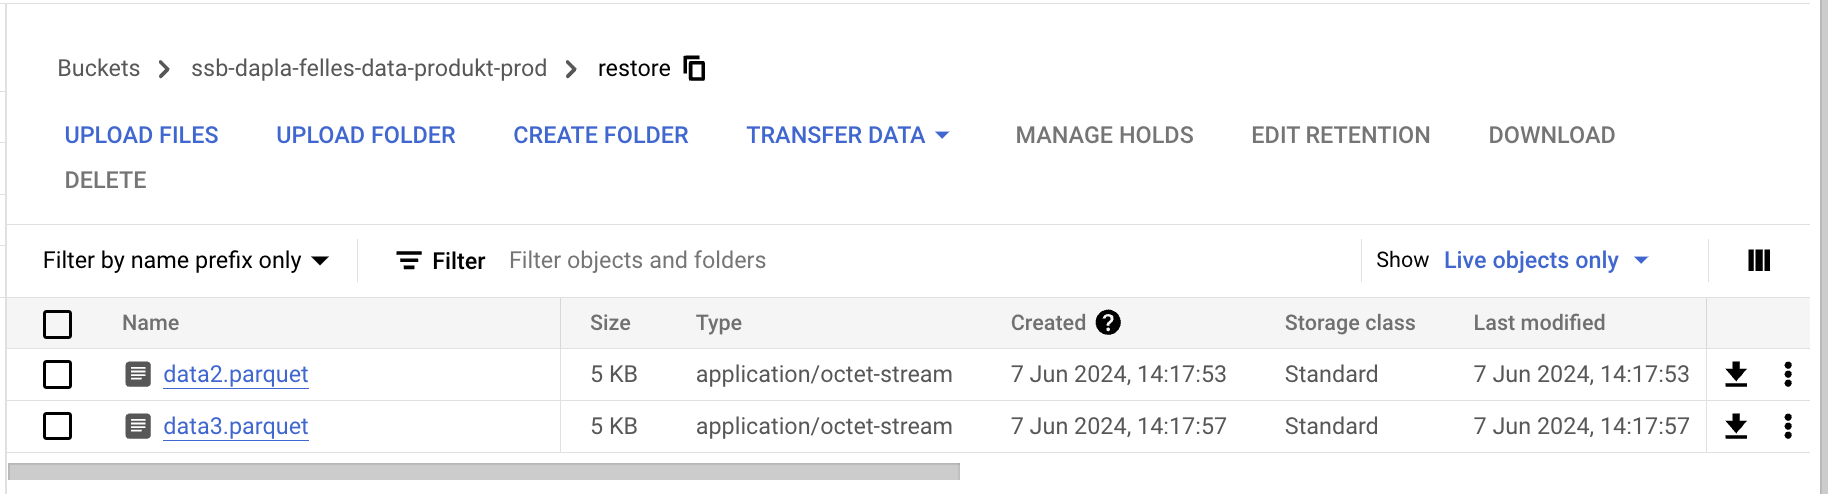 Buckets > ssb-dapla-felles-data-produkt-prod > restore
UPLOAD FILES UPLOAD FOLDER CREATE FOLDER TRANSFER DATA MANAGE HOLDS EDIT RETENTION DOWNLOAD
DELETE
Filter by name prefix only Filter Filter objects and folders Show Live objects only
Name Size Type Created ? Storage class Last modified
data2.parquet 5 KB application/octet-stream 7 Jun 2024, 14:17:53 Standard 7 Jun 2024, 14:17:53
data3.parquet 5 KB application/octet-stream 7 Jun 2024, 14:17:57 Standard 7 Jun 2024, 14:17:57